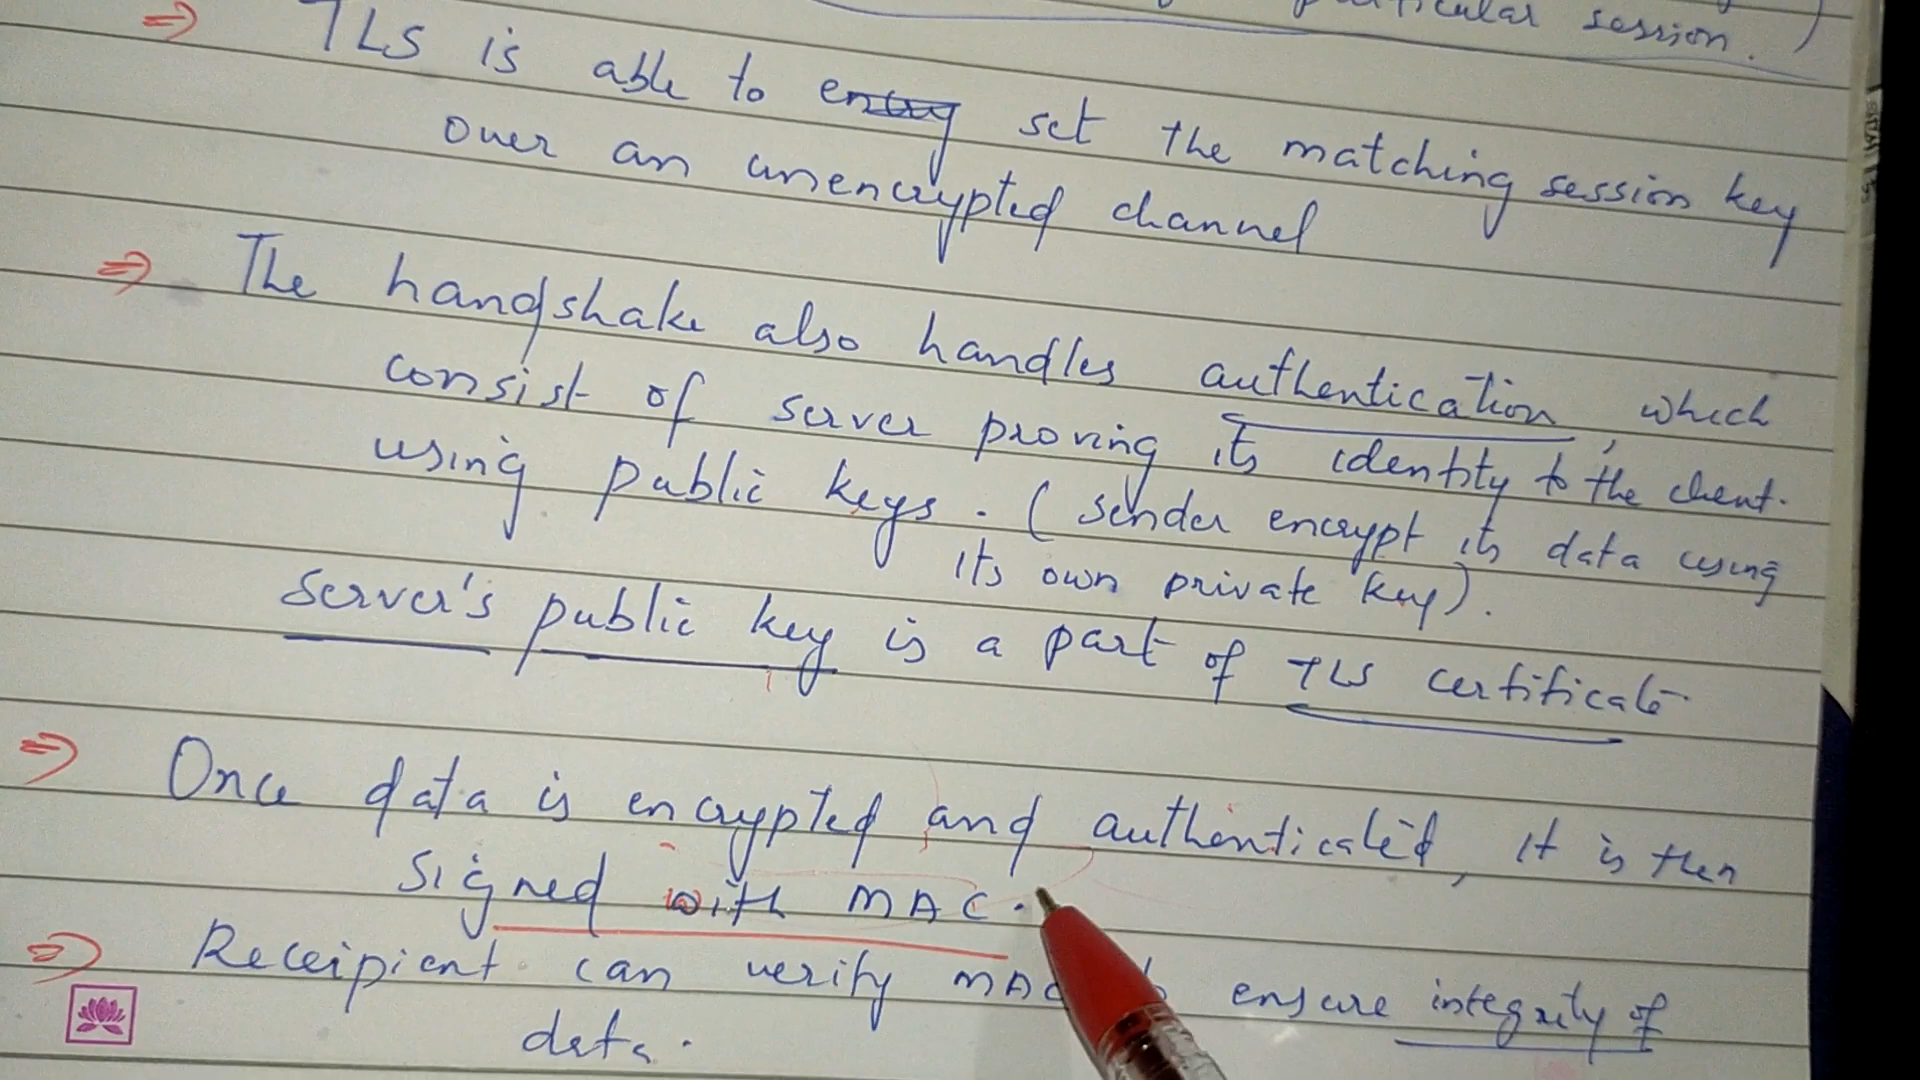 particular session. )
⇒ TLS is able to set the matching session key
over an unencrypted channel
⇒ The handshake also handles authentication, which
consist of server proving its identity to the client.
using public keys. ( sender encrypt its data using
its own private key).
Server's public key is a part of TLS certificate
⇒ Once data is encrypted and authenticated, it is then
signed with MAC.
⇒ Receipient can verify MAC ensure integrity of
data.